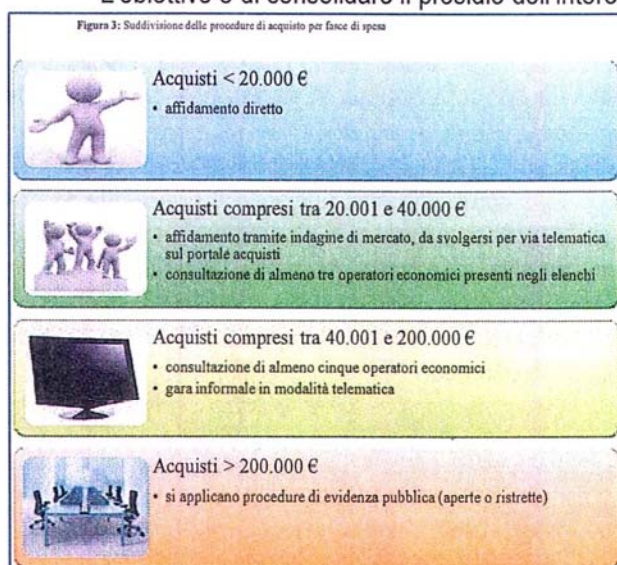 L'obiettivo è di consolidare il presidio dell'inter
Figura 3: Suddivisione delle procedure di acquisto per fasce di spesa
Acquisti < 20.000 €
• affidamento diretto
Acquisti compresi tra 20.001 e 40.000 €
• affidamento tramite indagine di mercato, da svolgersi per via telematica
sul portale acquisti
• consultazione di almeno tre operatori economici presenti negli elenchi
Acquisti compresi tra 40.001 e 200.000 €
• consultazione di almeno cinque operatori economici
• gara informale in modalità telematica
Acquisti > 200.000 €
• si applicano procedure di evidenza pubblica (aperte o ristrette)